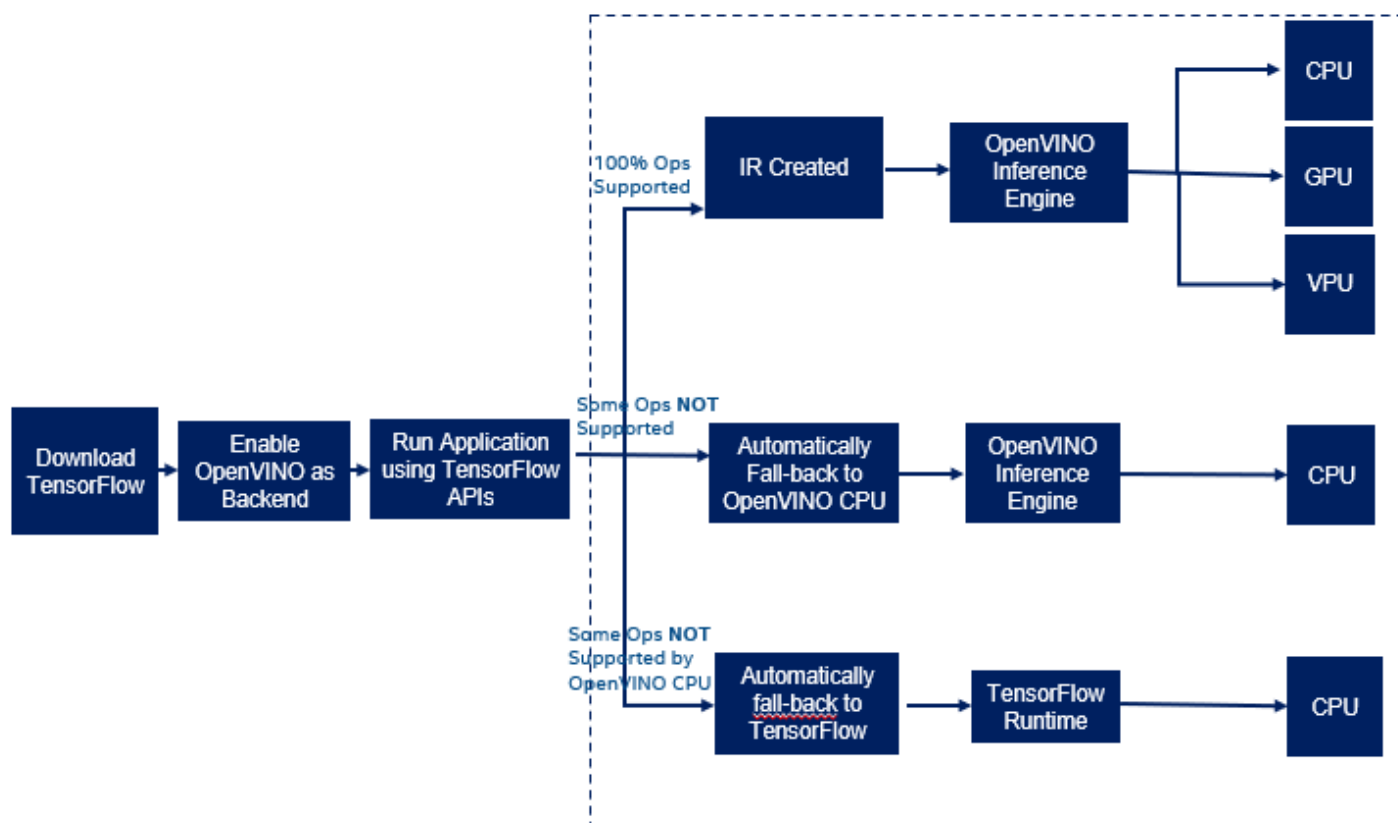 CPU
100% Ops
Supported
IR Created
OpenVINO
Inference
Engine
GPU
VPU
Download
TensorFlow
Enable
OpenVINO as
Backend
Run Application
using TensorFlow
APIs
Some Ops NOT
Supported
Automatically
Fall-back to
OpenVINO CPU
OpenVINO
Inference
Engine
CPU
Some Ops NOT
Supported by
OpenVINO CPU
Automatically
fall-back to
TensorFlow
TensorFlow
Runtime
CPU